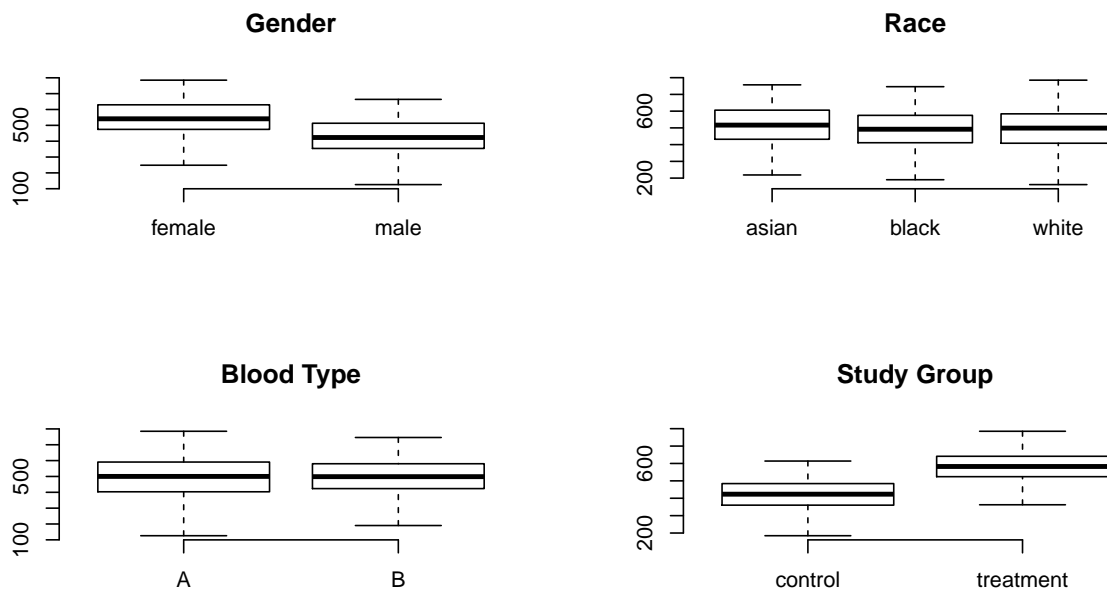 Gender
500
100
female male
Race
600
200
asian black white
Blood Type
500
100
A B
Study Group
600
200
control treatment